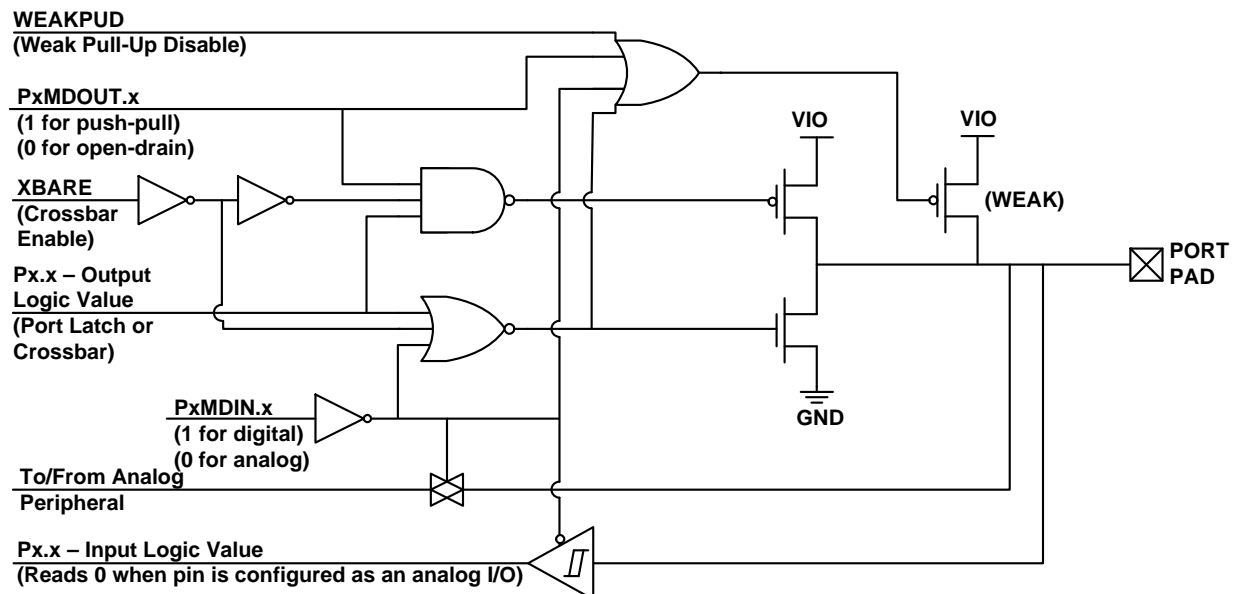 WEAKPUD
(Weak Pull-Up Disable)
PxMDOUT.x
(1 for push-pull)
(0 for open-drain)
XBARE
(Crossbar
Enable)
Px.x – Output
Logic Value
(Port Latch or
Crossbar)
PxMDIN.x
(1 for digital)
(0 for analog)
To/From Analog
Peripheral
Px.x – Input Logic Value
(Reads 0 when pin is configured as an analog I/O)
VIO
VIO
(WEAK)
PORT
PAD
GND